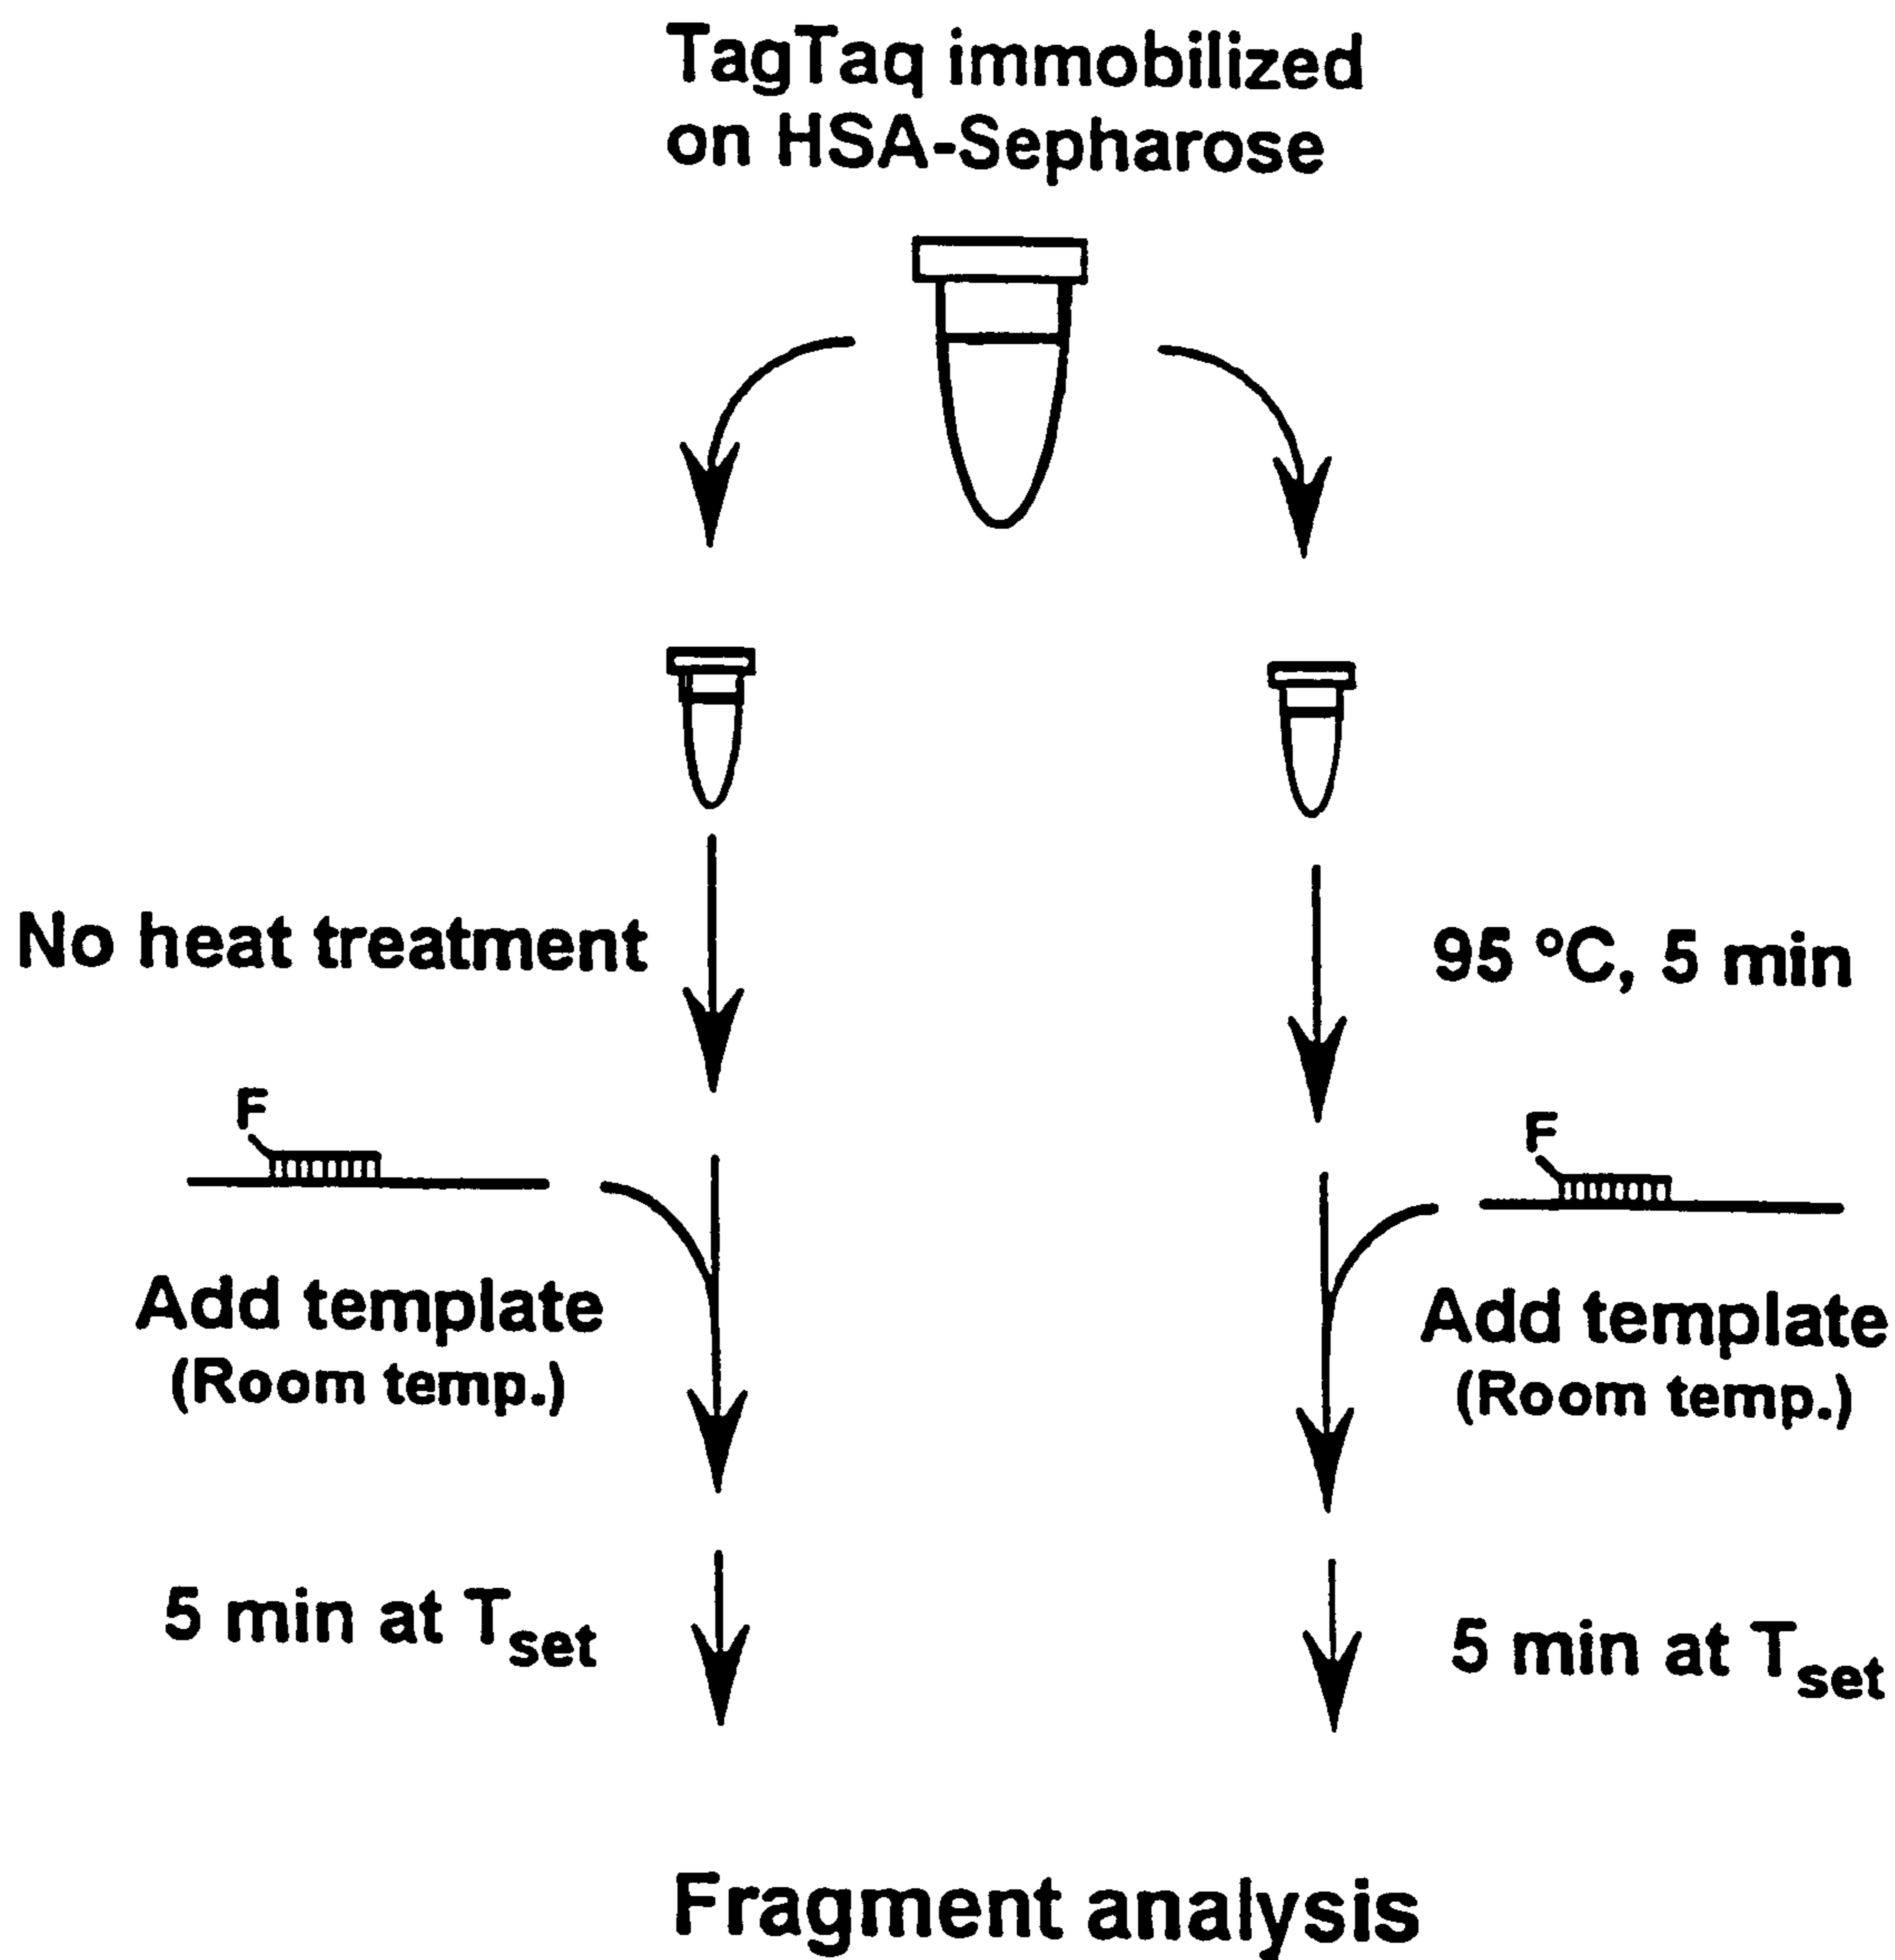 TagTaq immobilized
on HSA-Sepharose
No heat treatment
95 °C, 5 min
F
F
Add template
(Room temp.)
Add template
(Room temp.)
5 min at Tset
5 min at Tset
Fragment analysis